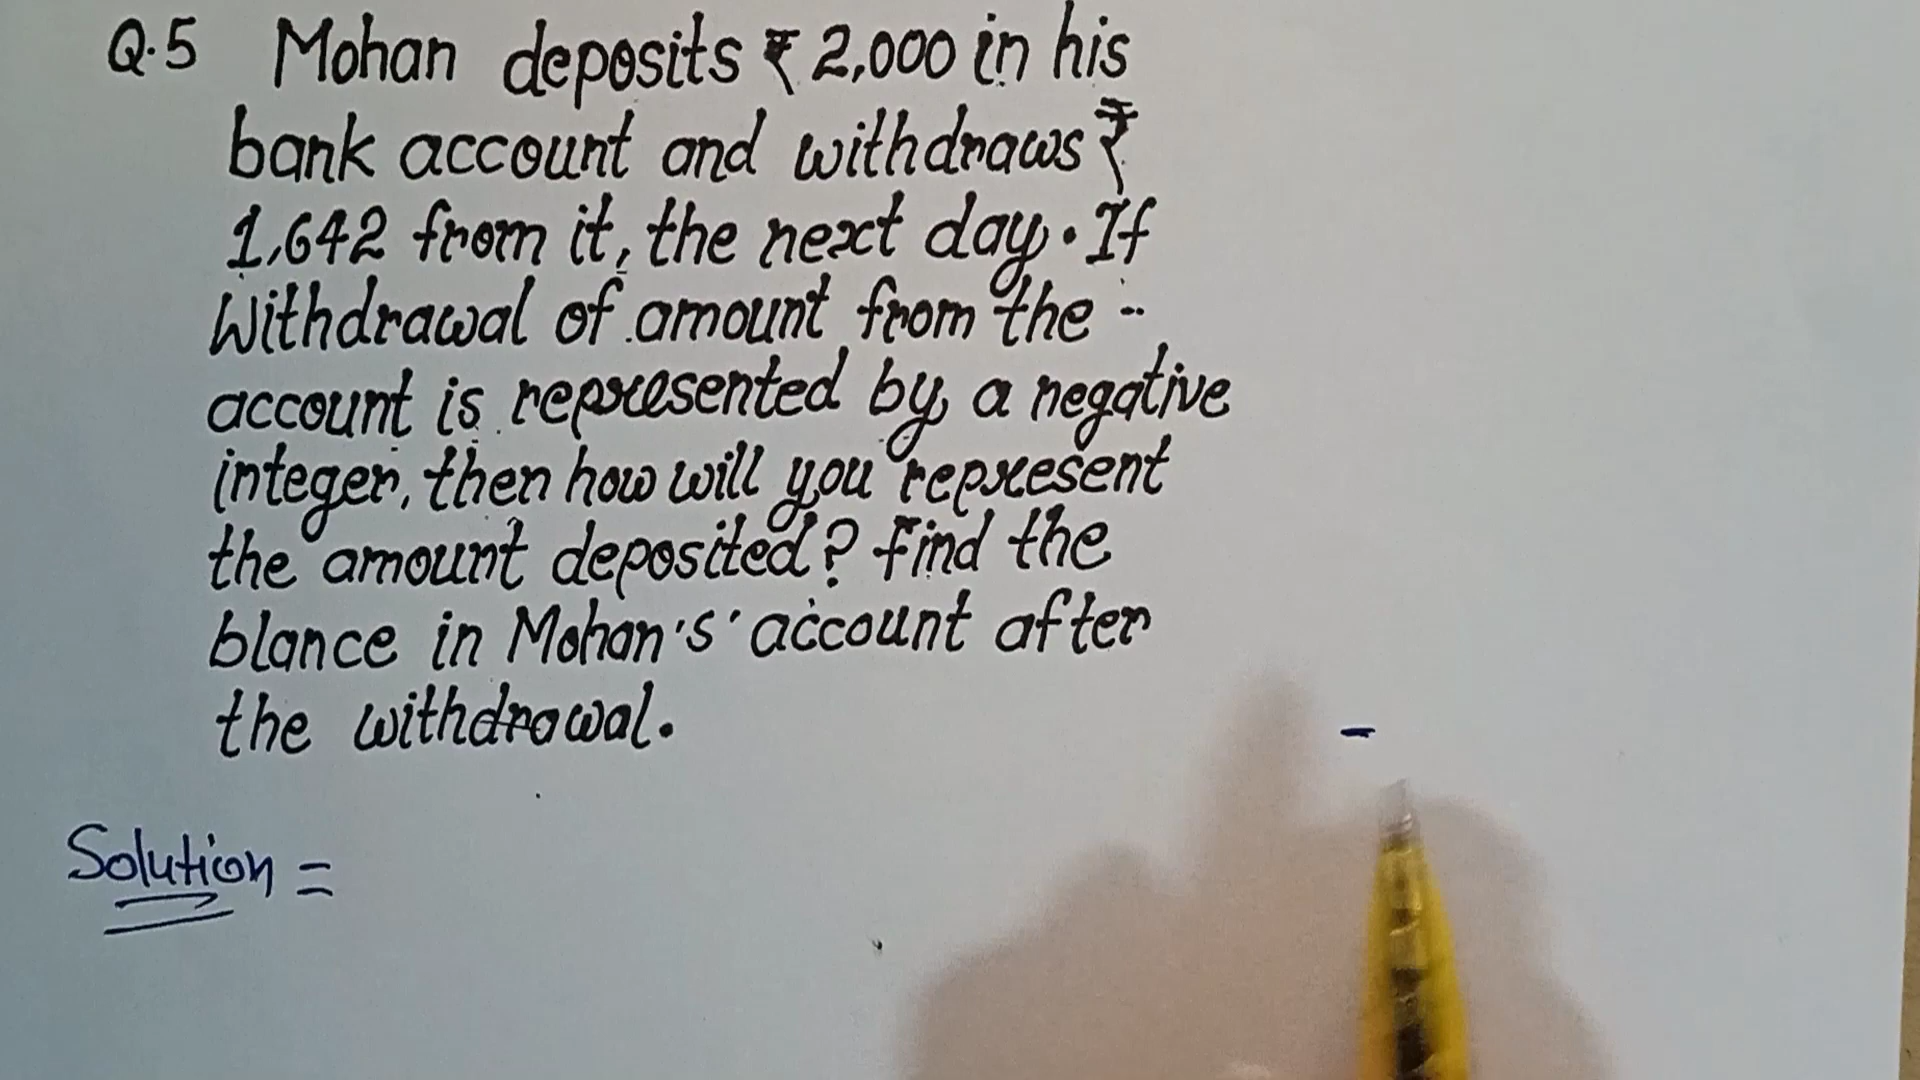 Q.5 Mohan deposits ₹ 2,000 in his
bank account and withdraws ₹
1,642 from it, the next day. If
Withdrawal of amount from the --
account is represented by a negative
integer, then how will you represent
the amount deposited? find the
blance in Mohan's' account after
the withdrawal.
-
Solution =